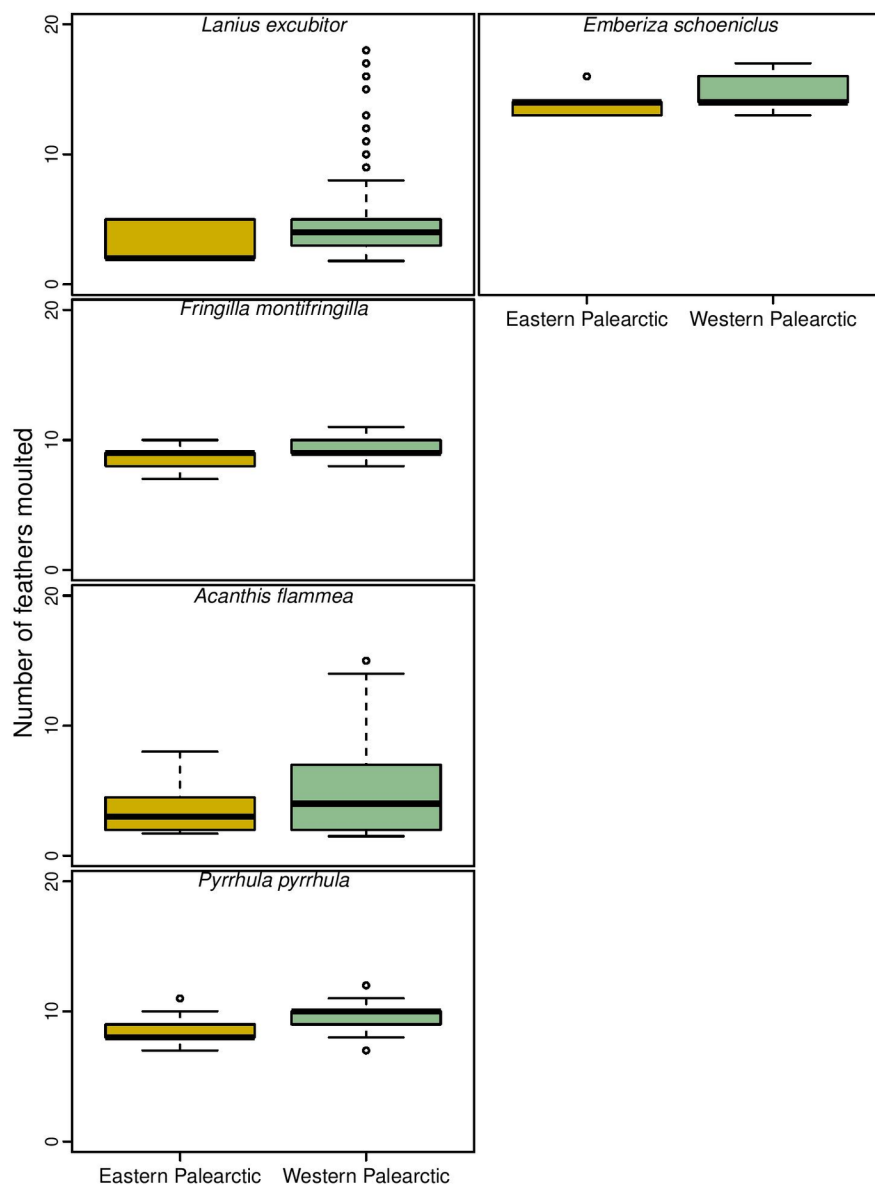 Lanius excubitor
20
10
0
Emberiza schoeniclus
Eastern Palearctic Western Palearctic
Fringilla montifringilla
20
10
0
Number of feathers moulted
Acanthis flammea
20
10
0
Pyrrhula pyrrhula
20
10
0
Eastern Palearctic Western Palearctic